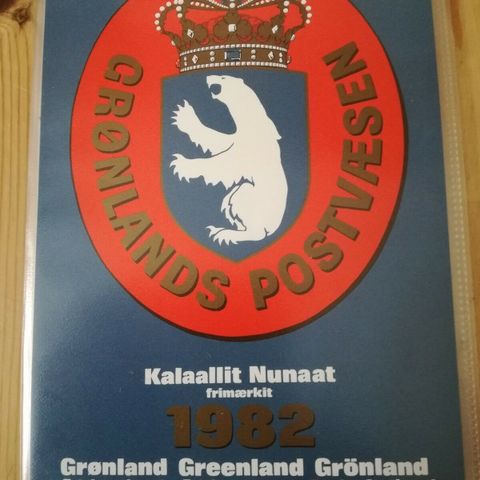 GRØNLANDS POSTVÆSEN
Kalaallit Nunaat
frimærkit
1982
Grønland Greenland Grönland